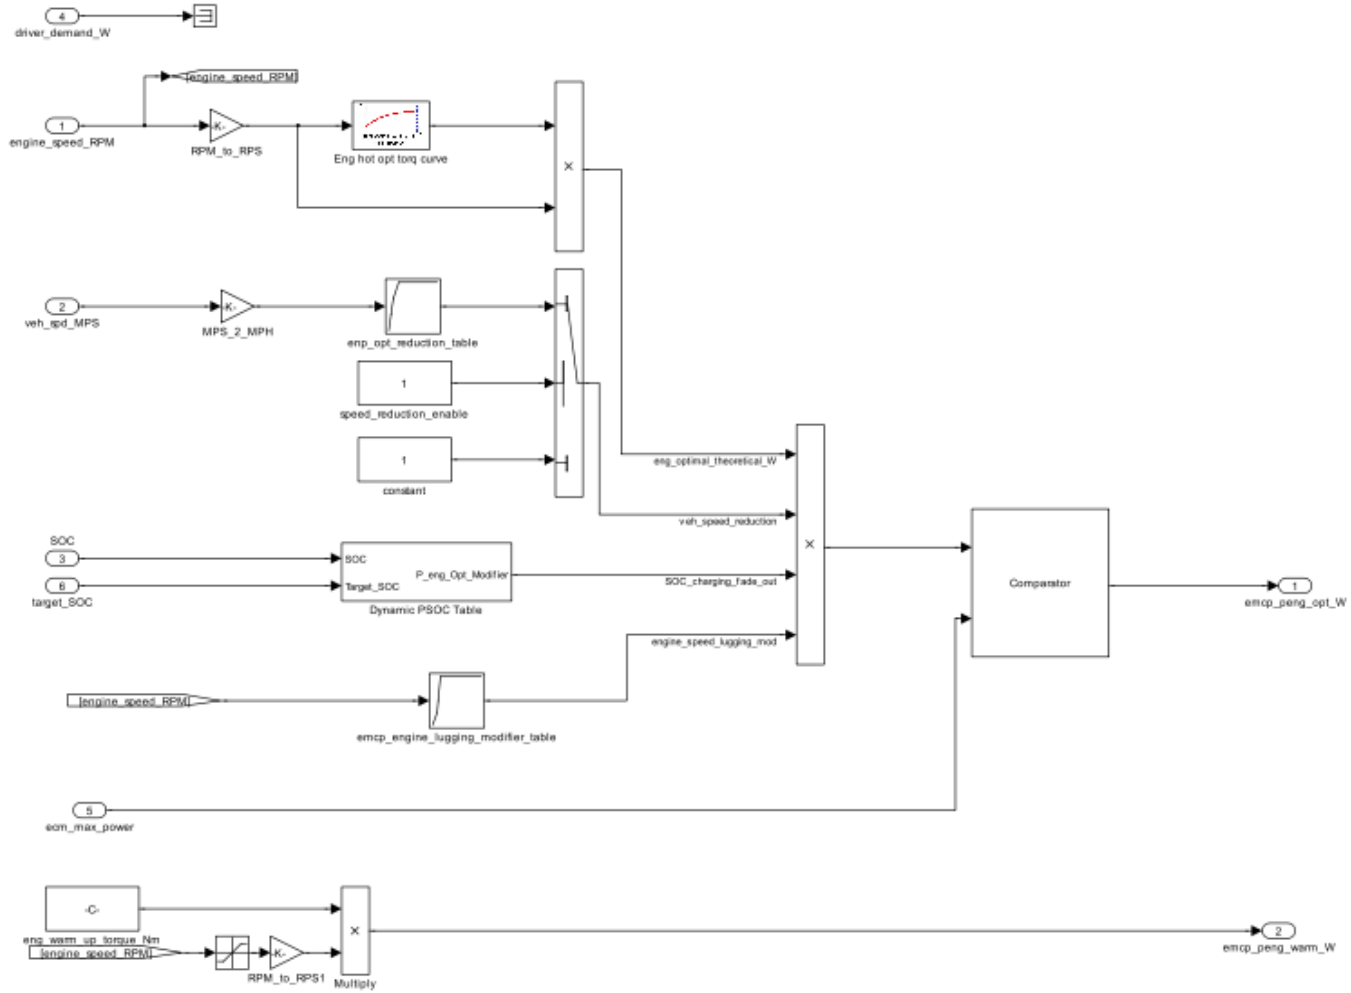 4
driver_demand_W
[engine_speed_RPM]
1
engine_speed_RPM
-K-
RPM_to_RPS
Eng hot opt torq curve
×
2
veh_spd_MPS
-K-
MPS_2_MPH
enp_opt_reduction_table
1
speed_reduction_enable
1
constant
eng_optimal_theoretical_W
veh_speed_reduction
SOC
3
6
target_SOC
SOC
Target_SOC
P_eng_Opt_Modifier
Dynamic PSOC Table
SOC_charging_fade_out
engine_speed_lugging_mod
×
Comparator
1
emcp_peng_opt_W
[engine_speed_RPM]
emcp_engine_lugging_modifier_table
5
ecm_max_power
-C-
eng_warm_up_torque_Nm
[engine_speed_RPM]
-K-
RPM_to_RPS1
×
Multiply
2
emcp_peng_warm_W